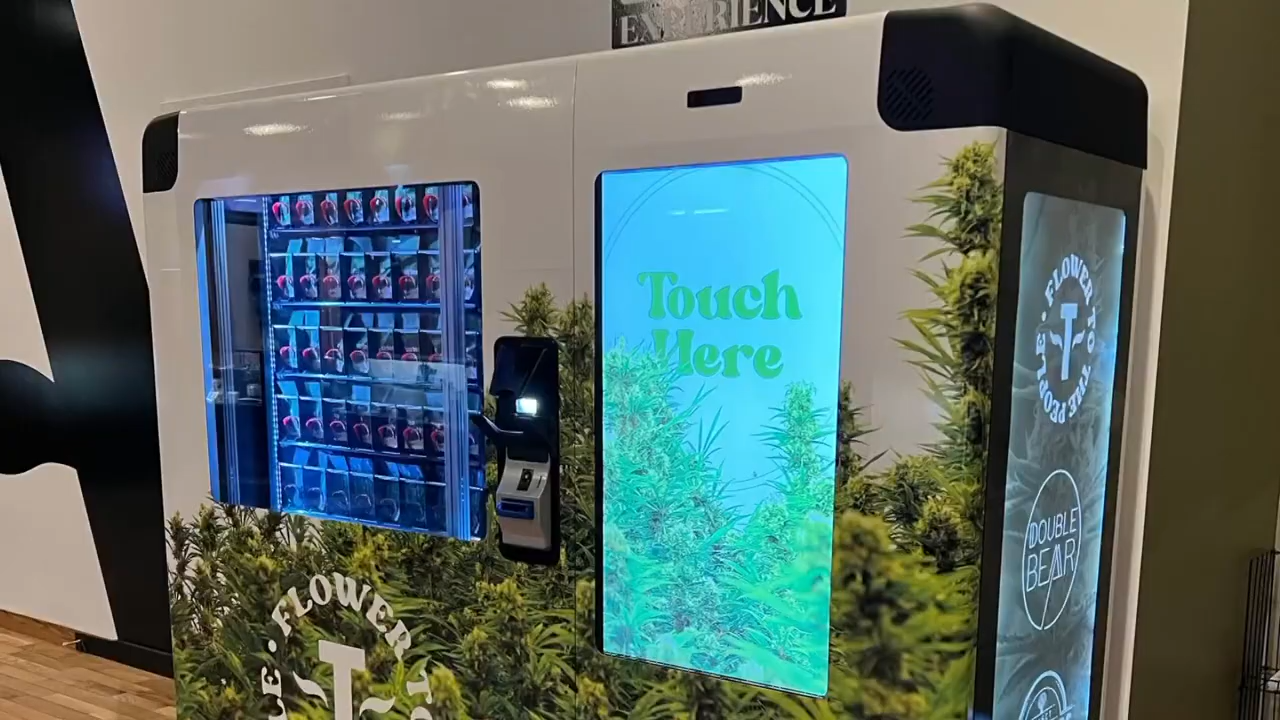 EXPERIENCE
Touch
Here
· FLOWER TO · THE PEOPLE
DOUBLE
BEAR
· FLOWER
T